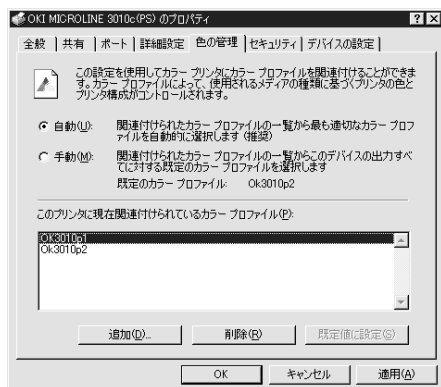 OKI MICROLINE 3010c(PS) のプロパティ
全般 共有 ポート 詳細設定 色の管理 セキュリティ デバイスの設定
この設定を使用してカラー プリンタにカラー プロファイルを関連付けることができま
す。カラー プロファイルによって、使用されるメディアの種類に基づくプリンタの色と
プリンタ構成がコントロールされます。
自動(U): 関連付けられたカラー プロファイルの一覧から最も適切なカラー プロフ
ァイルを自動的に選択します (推奨)
手動(M): 関連付けられたカラー プロファイルの一覧からこのデバイスの出力すべ
てに対する既定のカラー プロファイルを選択します
既定のカラー プロファイル: Ok3010p2
このプリンタに現在関連付けられているカラー プロファイル(P):
OK3010p1
Ok3010p2
追加(D)... 削除(R) 既定値に設定(S)
OK キャンセル 適用(A)